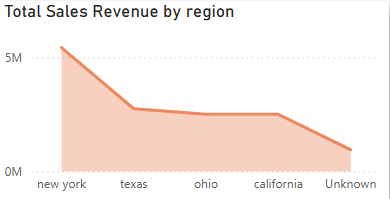 Total Sales Revenue by region
5M
0M
new york texas ohio california Unknown